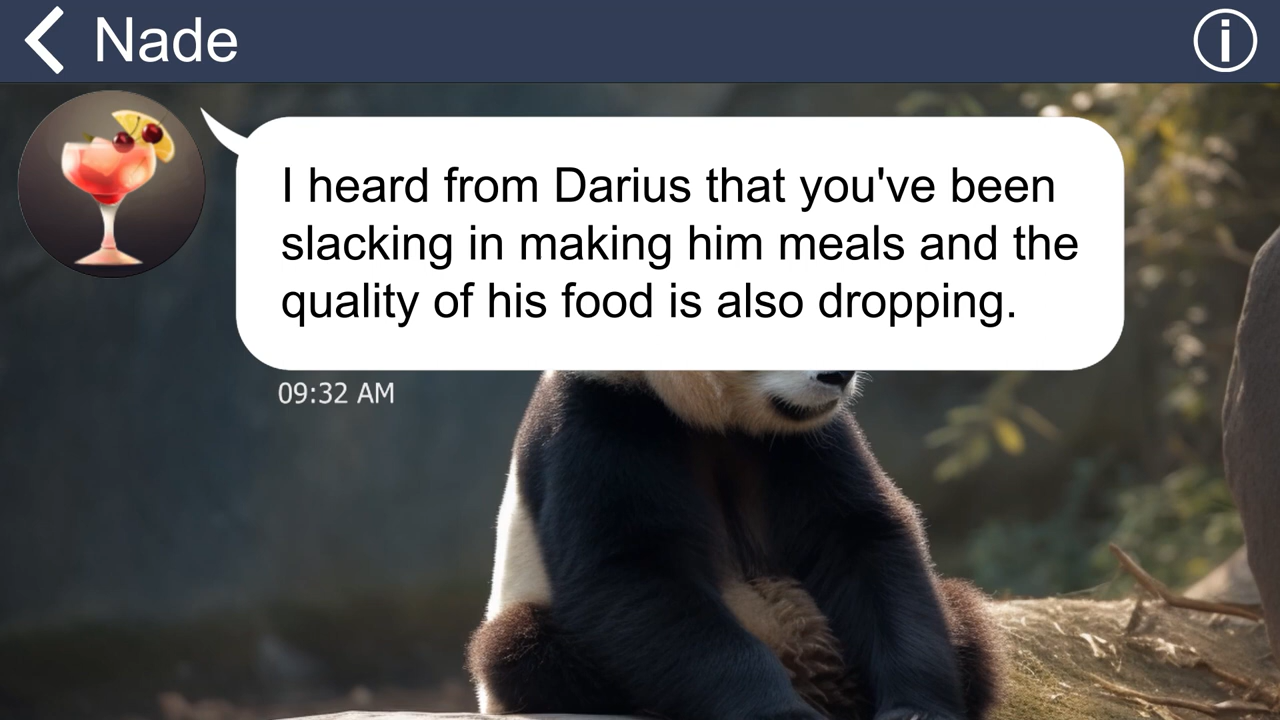 Nade
I heard from Darius that you've been
slacking in making him meals and the
quality of his food is also dropping.
09:32 AM